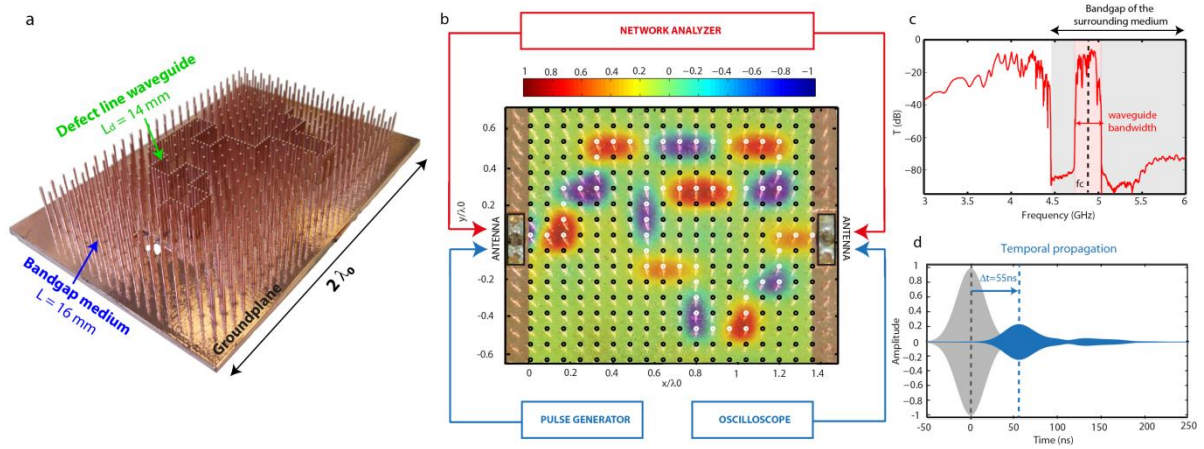 a
Defect line waveguide
Ld = 14 mm
Bandgap medium
L = 16 mm
Groundplane
2 λ0
b
NETWORK ANALYZER
1 0.8 0.6 0.4 0.2 0 −0.2 −0.4 −0.6 −0.8 −1
0.6
0.4
0.2
y/λ0
0
-0.2
-0.4
-0.6
ANTENNA
ANTENNA
0 0.2 0.4 0.6 0.8 1 1.2 1.4
x/λ0
PULSE GENERATOR
OSCILLOSCOPE
c
Bandgap of the
surrounding medium
0
−20
−40
−60
−80
T (dB)
waveguide
bandwidth
fc
3 3.5 4 4.5 5 5.5 6
Frequency (GHz)
d
Temporal propagation
Δt=55ns
1
0.8
0.6
0.4
0.2
0
−0.2
−0.4
−0.6
−0.8
−1
Amplitude
-50 0 50 100 150 200 250
Time (ns)